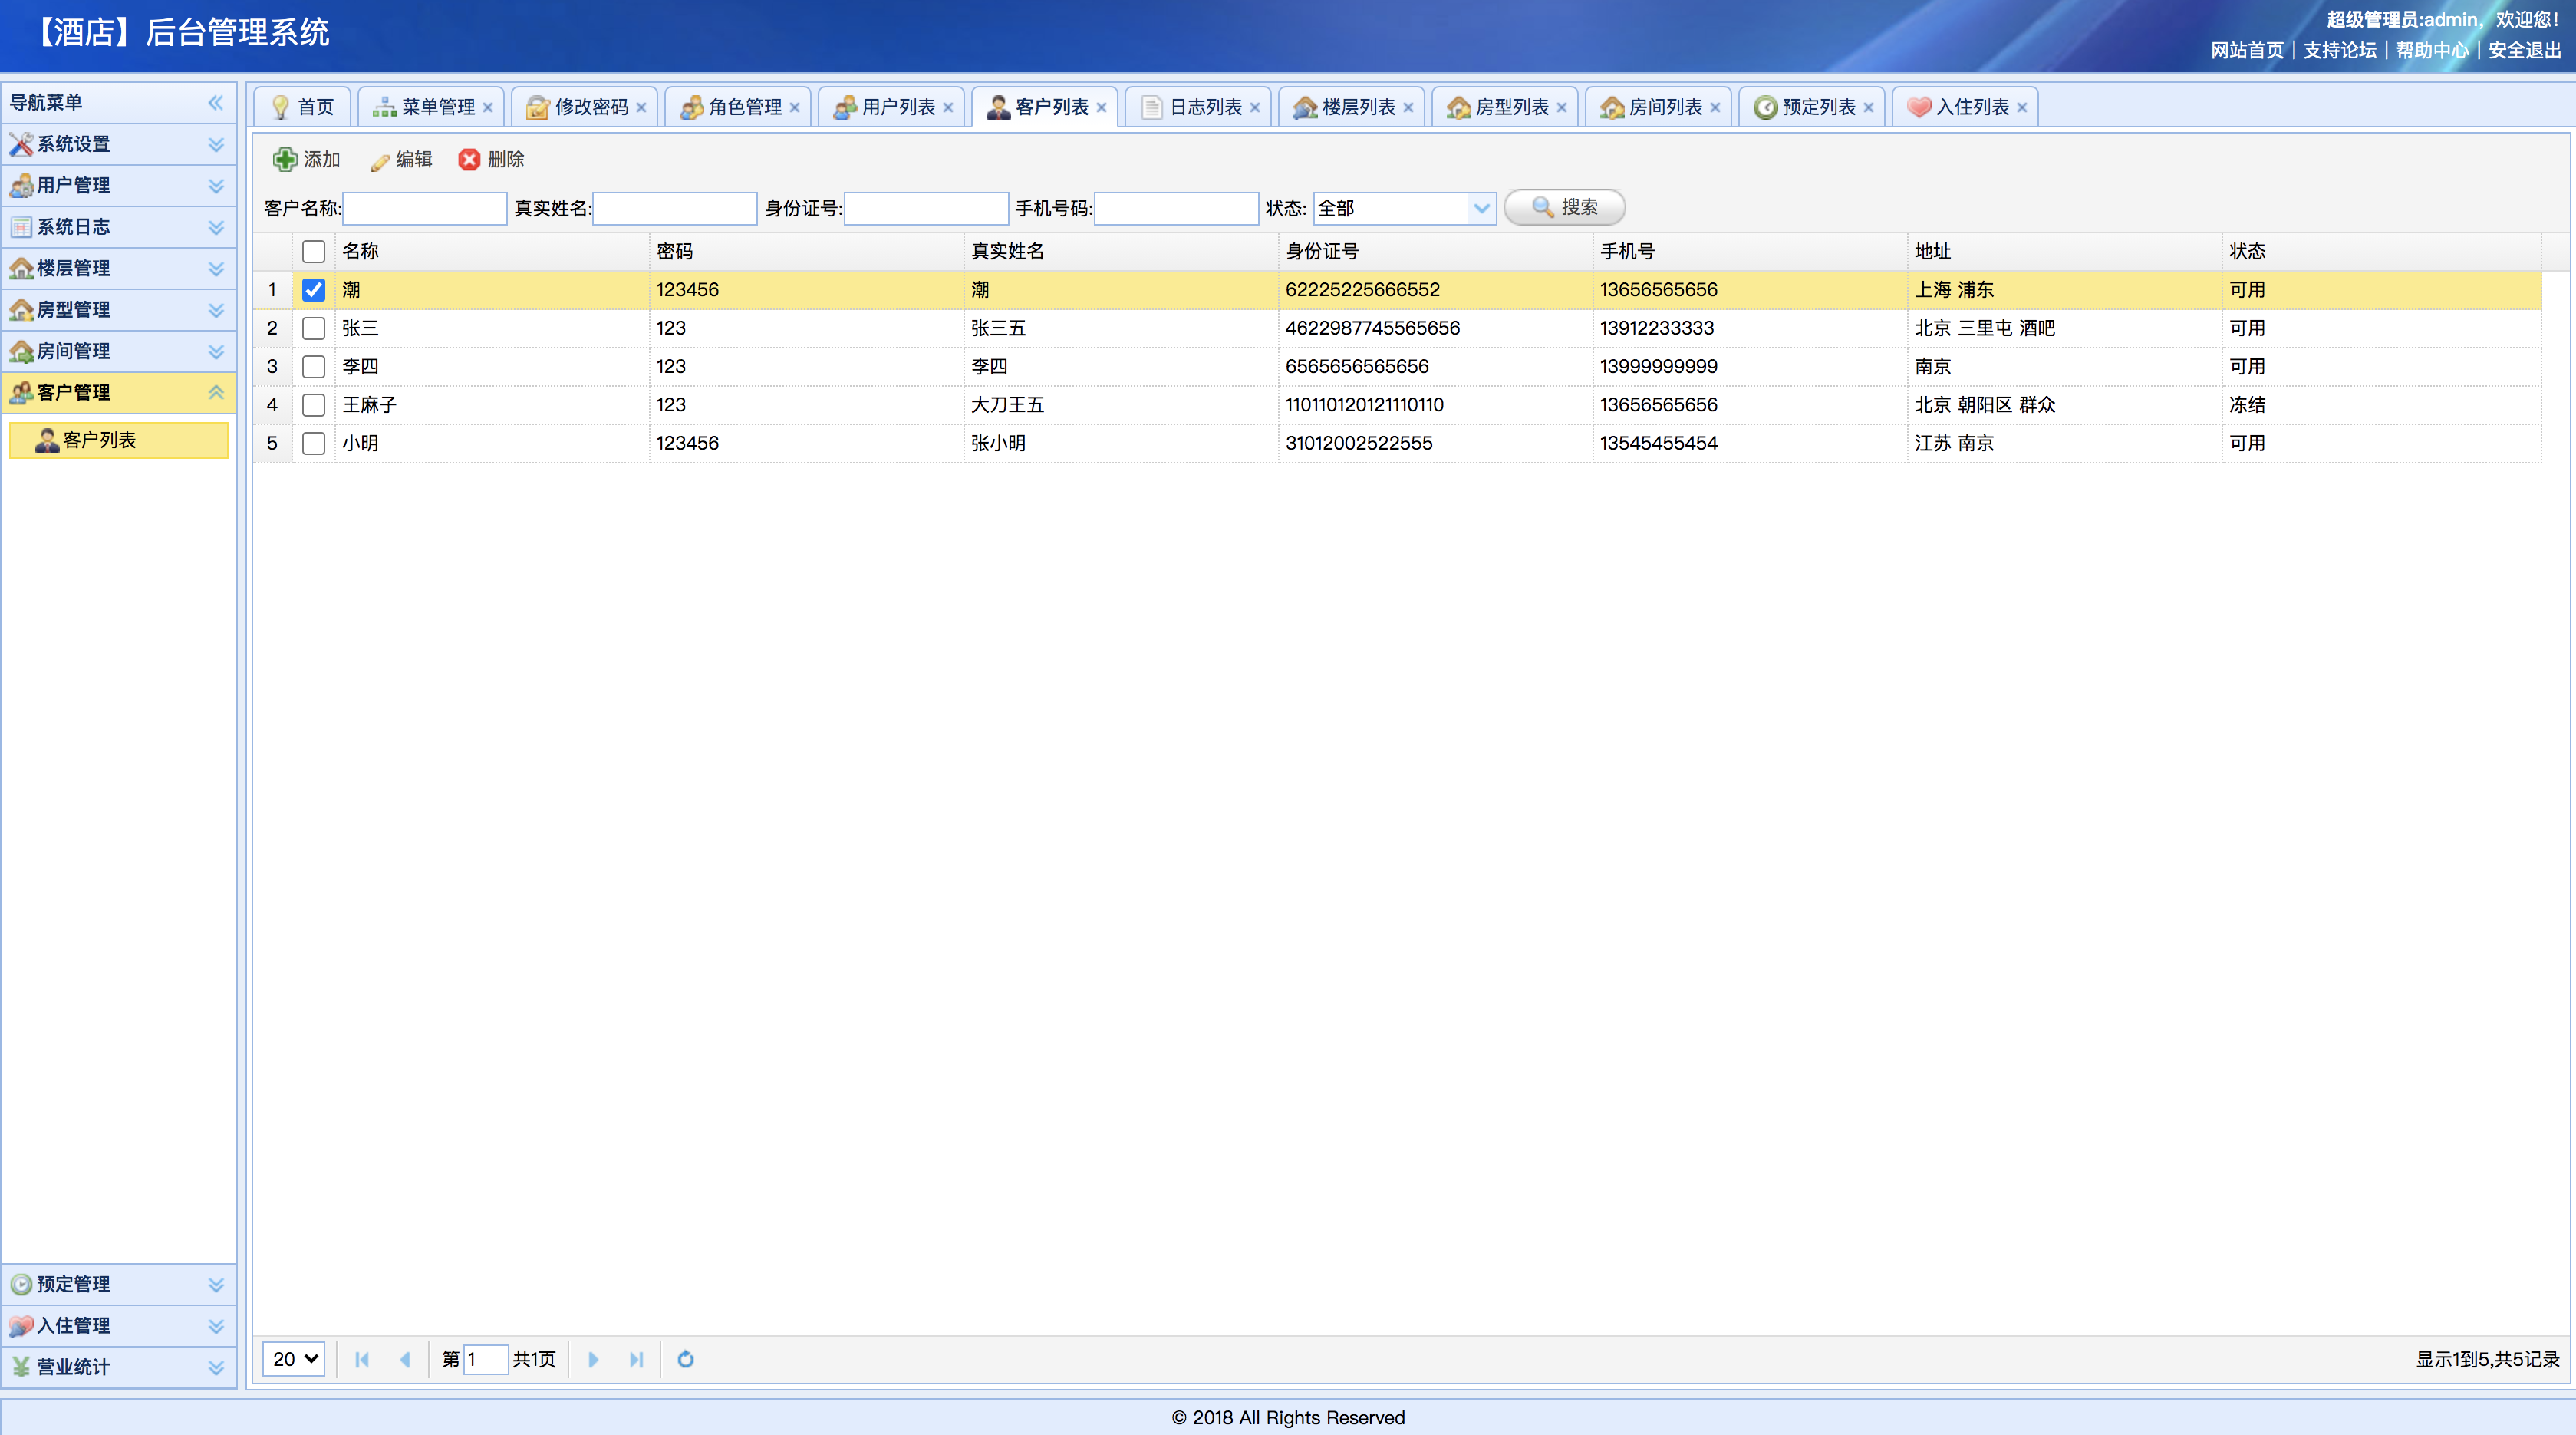 【酒店】后台管理系统
超级管理员:admin，欢迎您！
网站首页 | 支持论坛 | 帮助中心 | 安全退出
导航菜单
系统设置
用户管理
系统日志
楼层管理
房型管理
房间管理
客户管理
客户列表
预定管理
入住管理
营业统计
首页 菜单管理 修改密码 角色管理 用户列表 客户列表 日志列表 楼层列表 房型列表 房间列表 预定列表 入住列表
添加 编辑 删除
客户名称: 真实姓名: 身份证号: 手机号码: 状态: 全部 搜索
名称 密码 真实姓名 身份证号 手机号 地址 状态
1 潮 123456 潮 62225225666552 13656565656 上海 浦东 可用
2 张三 123 张三五 4622987745565656 13912233333 北京 三里屯 酒吧 可用
3 李四 123 李四 6565656565656 13999999999 南京 可用
4 王麻子 123 大刀王五 110110120121110110 13656565656 北京 朝阳区 群众 冻结
5 小明 123456 张小明 31012002522555 13545455454 江苏 南京 可用
20 第 1 共1页 显示1到5,共5记录
© 2018 All Rights Reserved